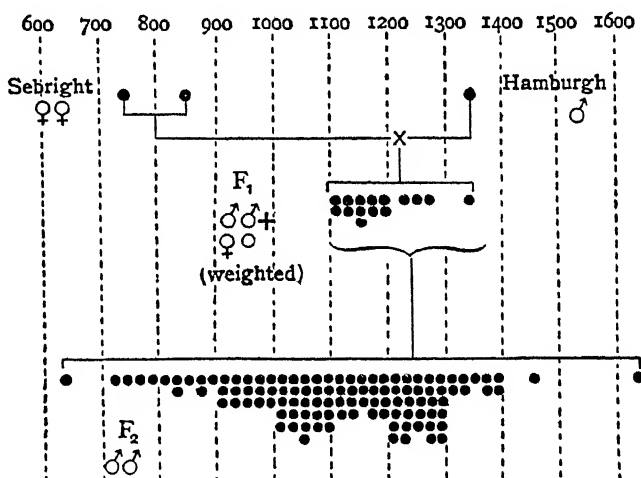 600 700 800 900 1000 1100 1200 1300 1400 1500 1600
Sebright
♀♀
Hamburgh
♂
X
F₁
♂♂+
♀○
(weighted)
F₂
♂♂